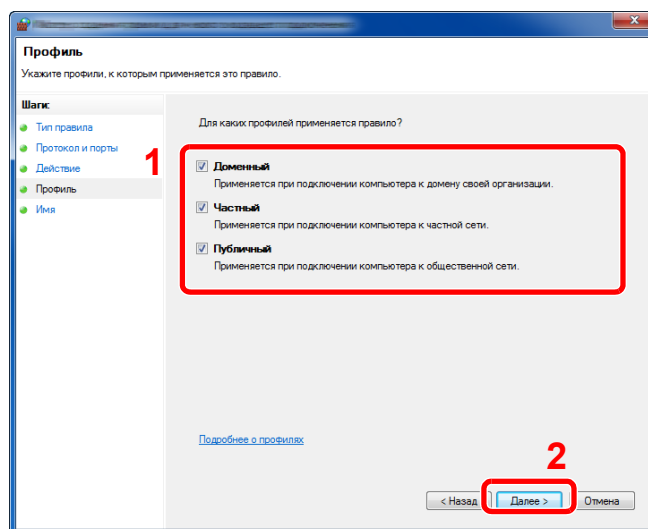 Профиль
Укажите профили, к которым применяется это правило.
Шаги:
Тип правила
Протокол и порты
Действие
Профиль
Имя
Для каких профилей применяется правило?
1
Доменный
Применяется при подключении компьютера к домену своей организации.
Частный
Применяется при подключении компьютера к частной сети.
Публичный
Применяется при подключении компьютера к общественной сети.
Подробнее о профилях
2
< Назад
Далее >
Отмена